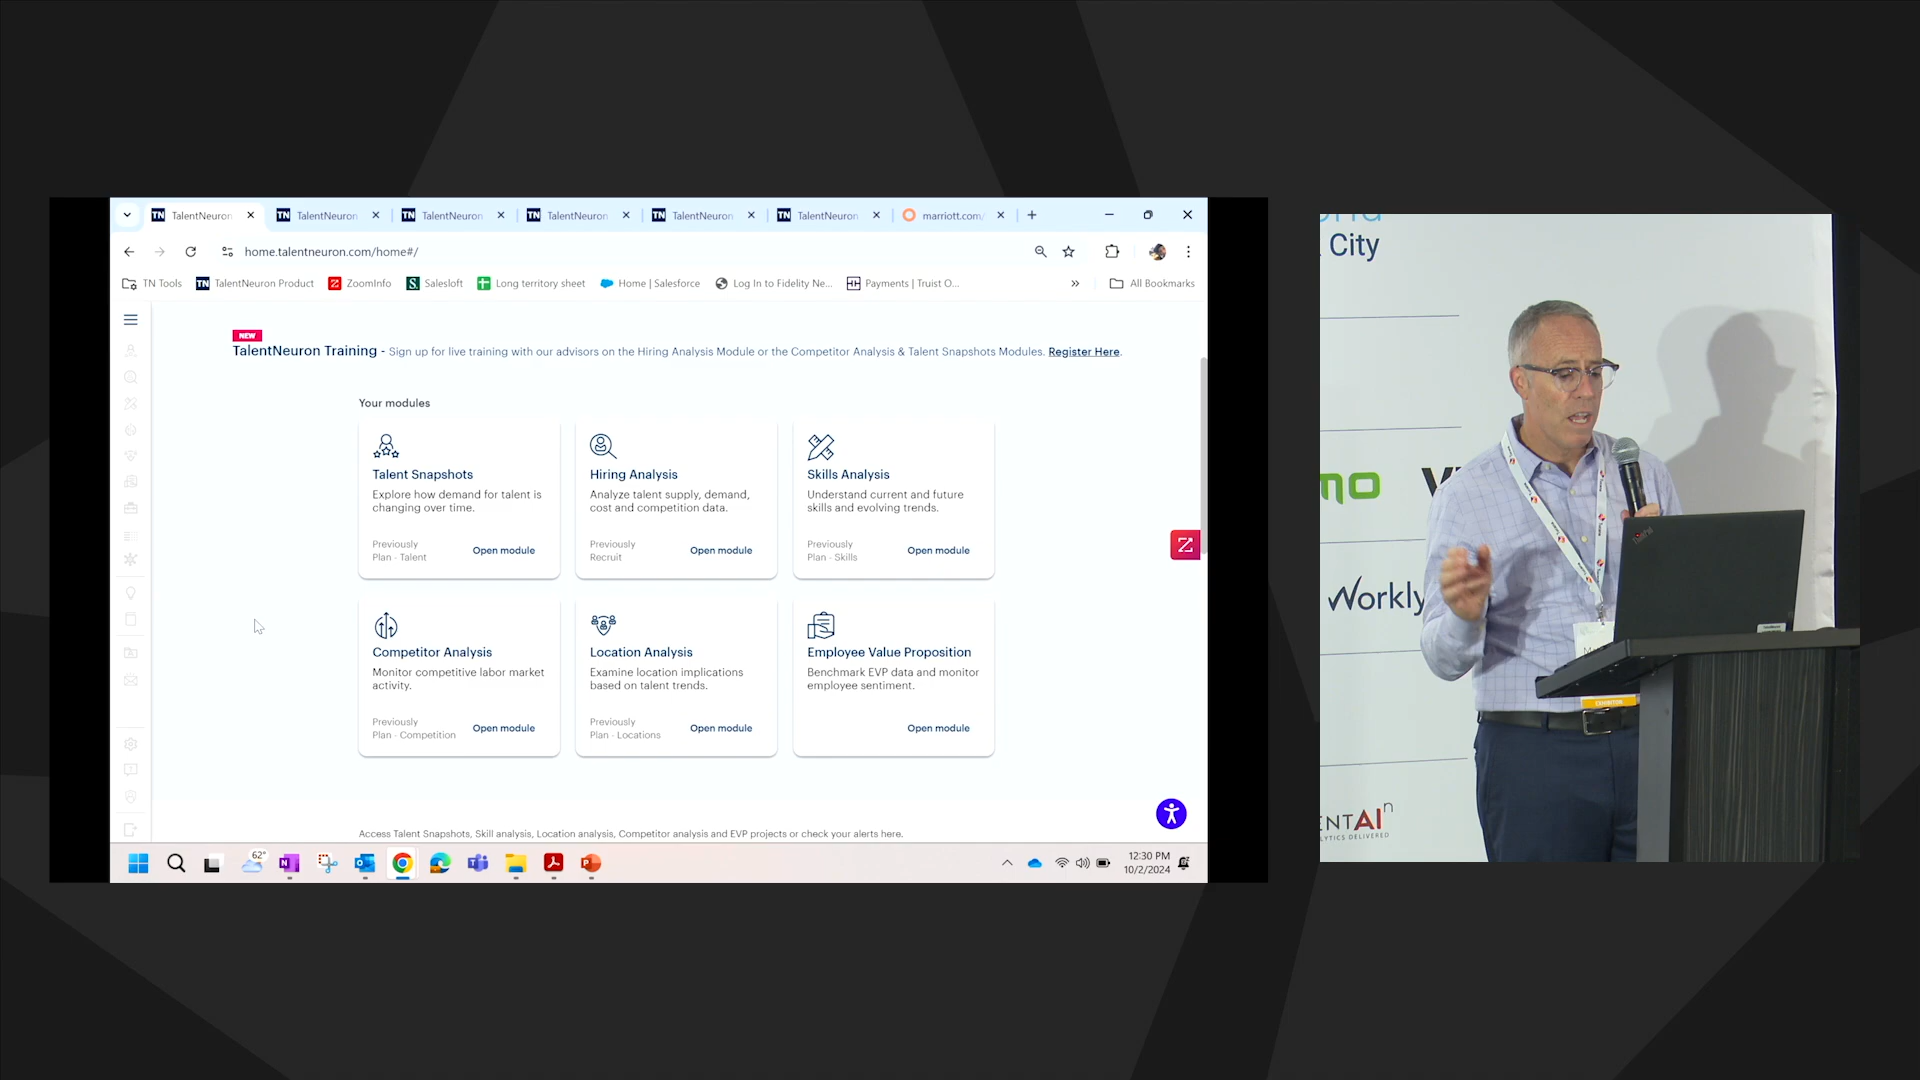 TalentNeuron
TalentNeuron
TalentNeuron
TalentNeuron
TalentNeuron
TalentNeuron
marriott.com/
home.talentneuron.com/home#/
TN Tools
TalentNeuron Product
ZoomInfo
Salesloft
Long territory sheet
Home | Salesforce
Log In to Fidelity Ne...
Payments | Truist O...
All Bookmarks
NEW
TalentNeuron Training - Sign up for live training with our advisors on the Hiring Analysis Module or the Competitor Analysis & Talent Snapshots Modules. Register Here.
Your modules
Talent Snapshots
Explore how demand for talent is
changing over time.
Previously
Plan - Talent
Open module
Hiring Analysis
Analyze talent supply, demand,
cost and competition data.
Previously
Recruit
Open module
Skills Analysis
Understand current and future
skills and evolving trends.
Previously
Plan - Skills
Open module
Competitor Analysis
Monitor competitive labor market
activity.
Previously
Plan - Competition
Open module
Location Analysis
Examine location implications
based on talent trends.
Previously
Plan - Locations
Open module
Employee Value Proposition
Benchmark EVP data and monitor
employee sentiment.
Open module
Access Talent Snapshots, Skill analysis, Location analysis, Competitor analysis and EVP projects or check your alerts here.
62°
12:30 PM
10/2/2024
City
mo
Workly
ENTAIn
LYTICS DELIVERED
ThinkPad
EXHIBITOR